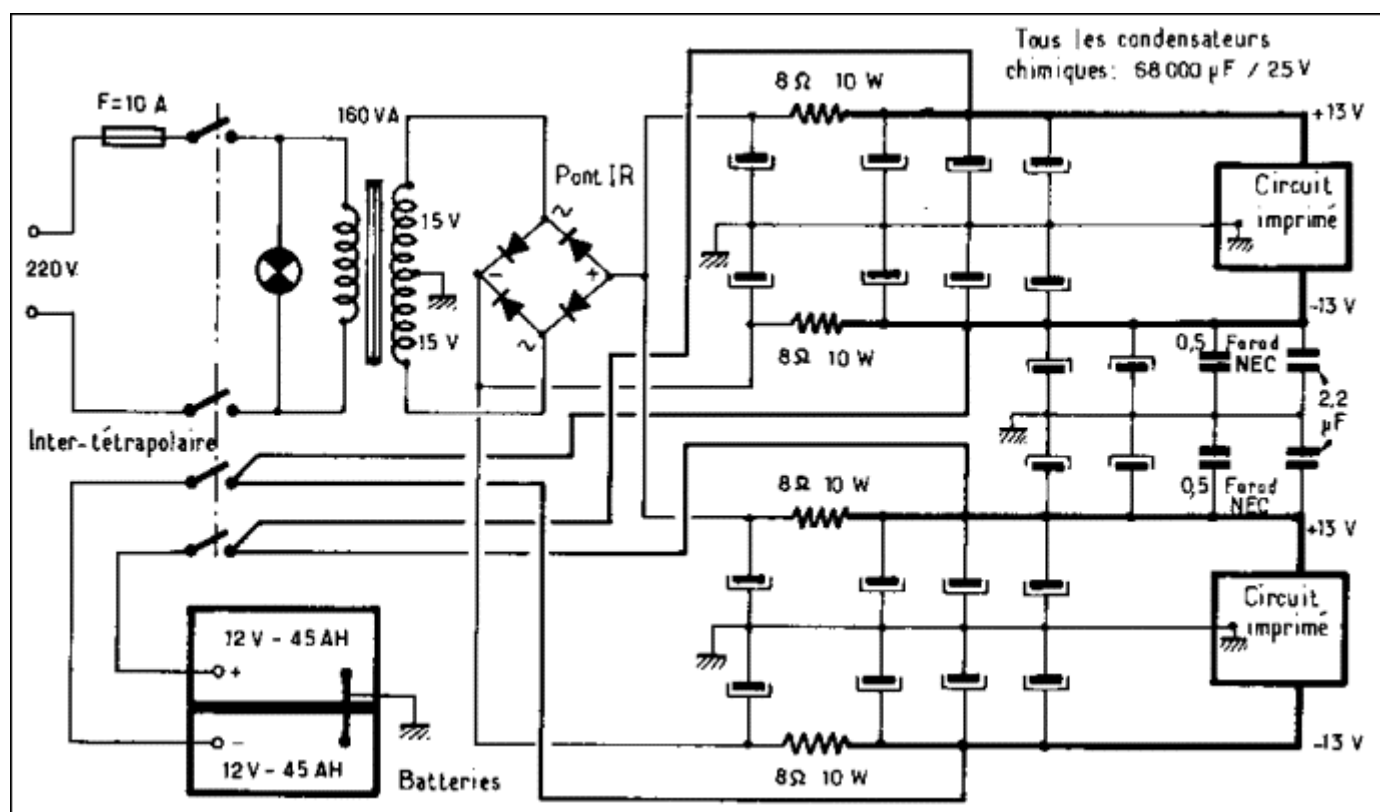 Tous les condensateurs
chimiques: 68 000 µF / 25 V
8Ω 10 W
F=10 A
160 VA
+13 V
Pont IR
Circuit
imprimé
15 V
~
-
+
220 V.
15 V
~
-13 V
8Ω 10 W
0,5 Farad
NEC
2,2
µF
Inter-tétrapolaire
8Ω 10 W
0,5 Farad
NEC
+13 V
Circuit
imprimé
12 V - 45 AH
+
-
12 V - 45 AH
Batteries
8Ω 10 W
-13 V